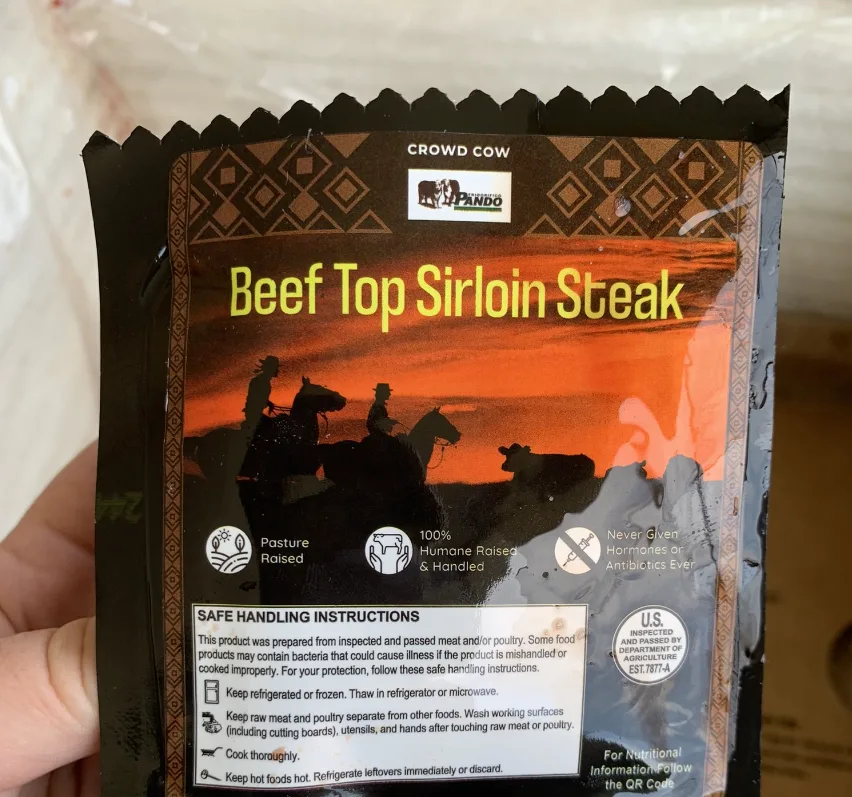 CROWD COW
FRIGORIFICO
PANDO
Beef Top Sirloin Steak
Pasture
Raised
100%
Humane Raised
& Handled
Never Given
Hormones or
Antibiotics Ever
SAFE HANDLING INSTRUCTIONS
This product was prepared from inspected and passed meat and/or poultry. Some food
products may contain bacteria that could cause illness if the product is mishandled or
cooked improperly. For your protection, follow these safe handling instructions.
Keep refrigerated or frozen. Thaw in refrigerator or microwave.
Keep raw meat and poultry separate from other foods. Wash working surfaces
(including cutting boards), utensils, and hands after touching raw meat or poultry.
Cook thoroughly.
Keep hot foods hot. Refrigerate leftovers immediately or discard.
U.S.
INSPECTED
AND PASSED BY
DEPARTMENT OF
AGRICULTURE
EST.7877-A
For Nutritional
Information Follow
the QR Code